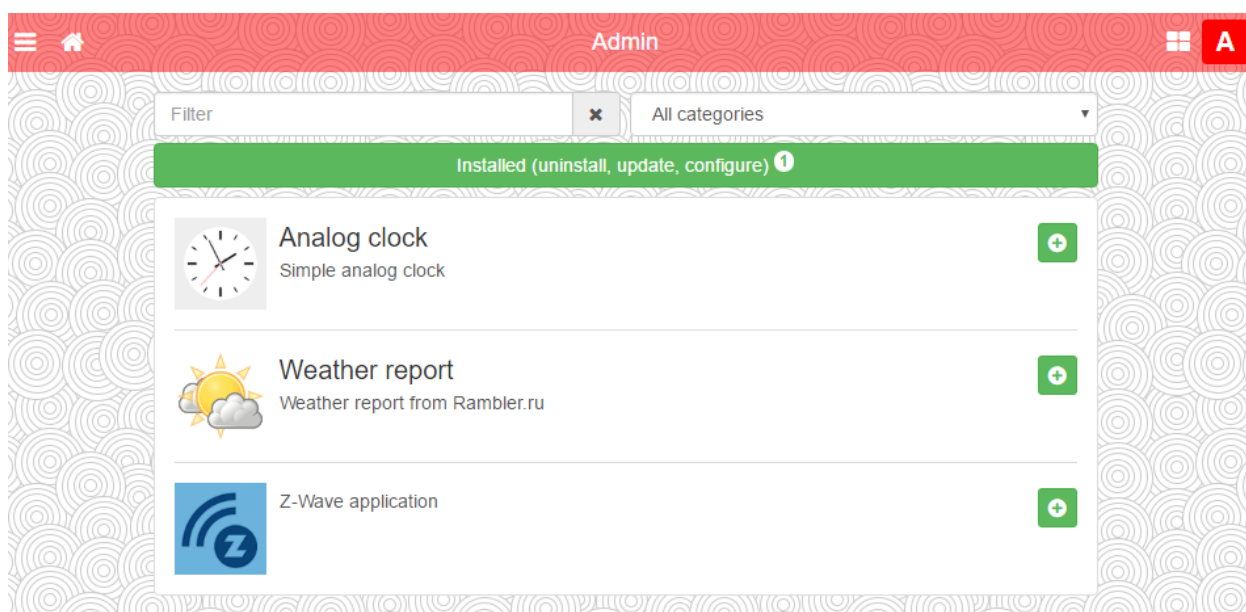 Admin
A
Filter
All categories
Installed (uninstall, update, configure) 1
Analog clock
Simple analog clock
Weather report
Weather report from Rambler.ru
Z-Wave application
Z